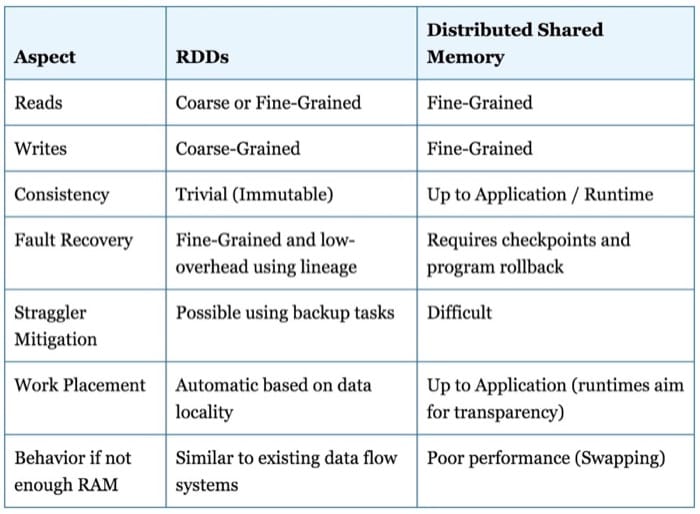 Aspect
RDDs
Distributed Shared
Memory
Reads
Coarse or Fine-Grained
Fine-Grained
Writes
Coarse-Grained
Fine-Grained
Consistency
Trivial (Immutable)
Up to Application / Runtime
Fault Recovery
Fine-Grained and low-
overhead using lineage
Requires checkpoints and
program rollback
Straggler
Mitigation
Possible using backup tasks
Difficult
Work Placement
Automatic based on data
locality
Up to Application (runtimes aim
for transparency)
Behavior if not
enough RAM
Similar to existing data flow
systems
Poor performance (Swapping)